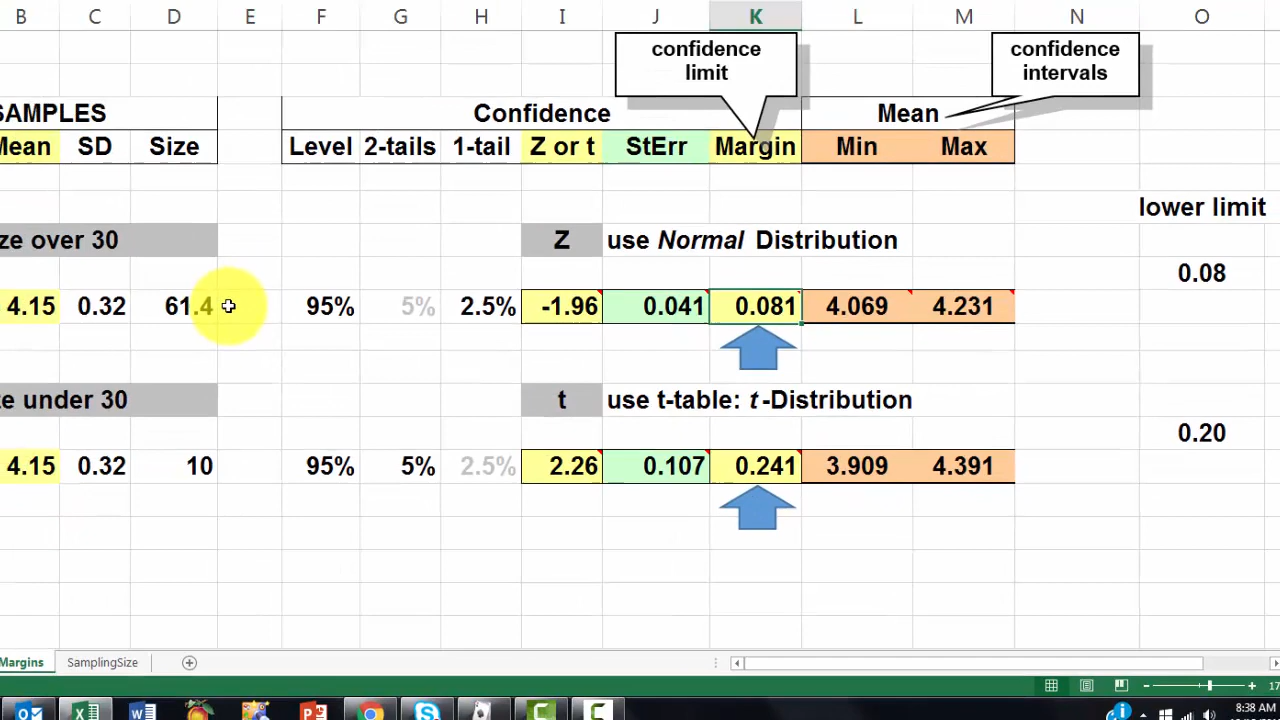 B C D E F G H I J K L M N O
confidence
limit
confidence
intervals
SAMPLES Confidence Mean
Mean SD Size Level 2-tails 1-tail Z or t StErr Margin Min Max
lower limit
ze over 30 Z use Normal Distribution
0.08
4.15 0.32 61.4 95% 5% 2.5% -1.96 0.041 0.081 4.069 4.231
ze under 30 t use t-table: t-Distribution
0.20
4.15 0.32 10 95% 5% 2.5% 2.26 0.107 0.241 3.909 4.391
Margins SamplingSize
17
8:38 AM